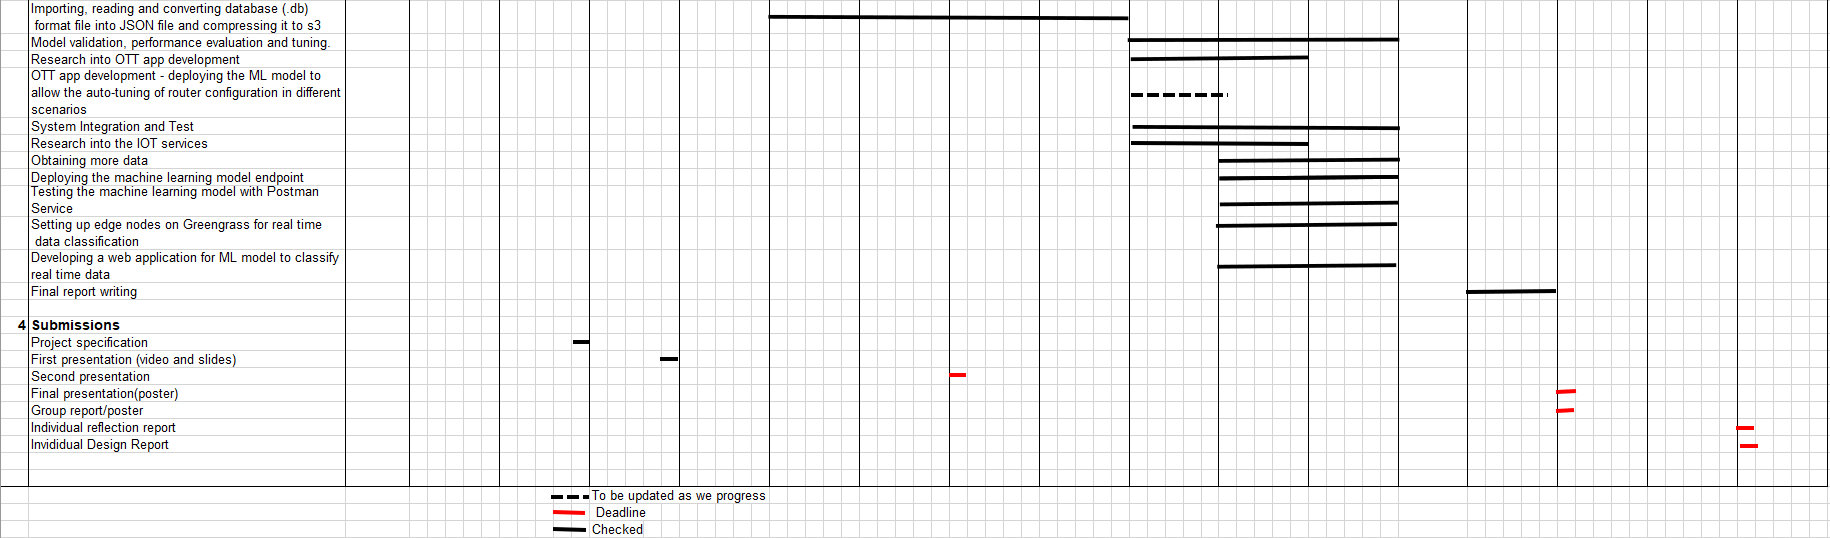 Importing, reading and converting database (.db)
format file into JSON file and compressing it to s3
Model validation, performance evaluation and tuning.
Research into OTT app development
OTT app development - deploying the ML model to
allow the auto-tuning of router configuration in different
scenarios
System Integration and Test
Research into the IOT services
Obtaining more data
Deploying the machine learning model endpoint
Testing the machine learning model with Postman
Service
Setting up edge nodes on Greengrass for real time
data classification
Developing a web application for ML model to classify
real time data
Final report writing
4 Submissions
Project specification
First presentation (video and slides)
Second presentation
Final presentation(poster)
Group report/poster
Individual reflection report
Invididual Design Report
To be updated as we progress
Deadline
Checked